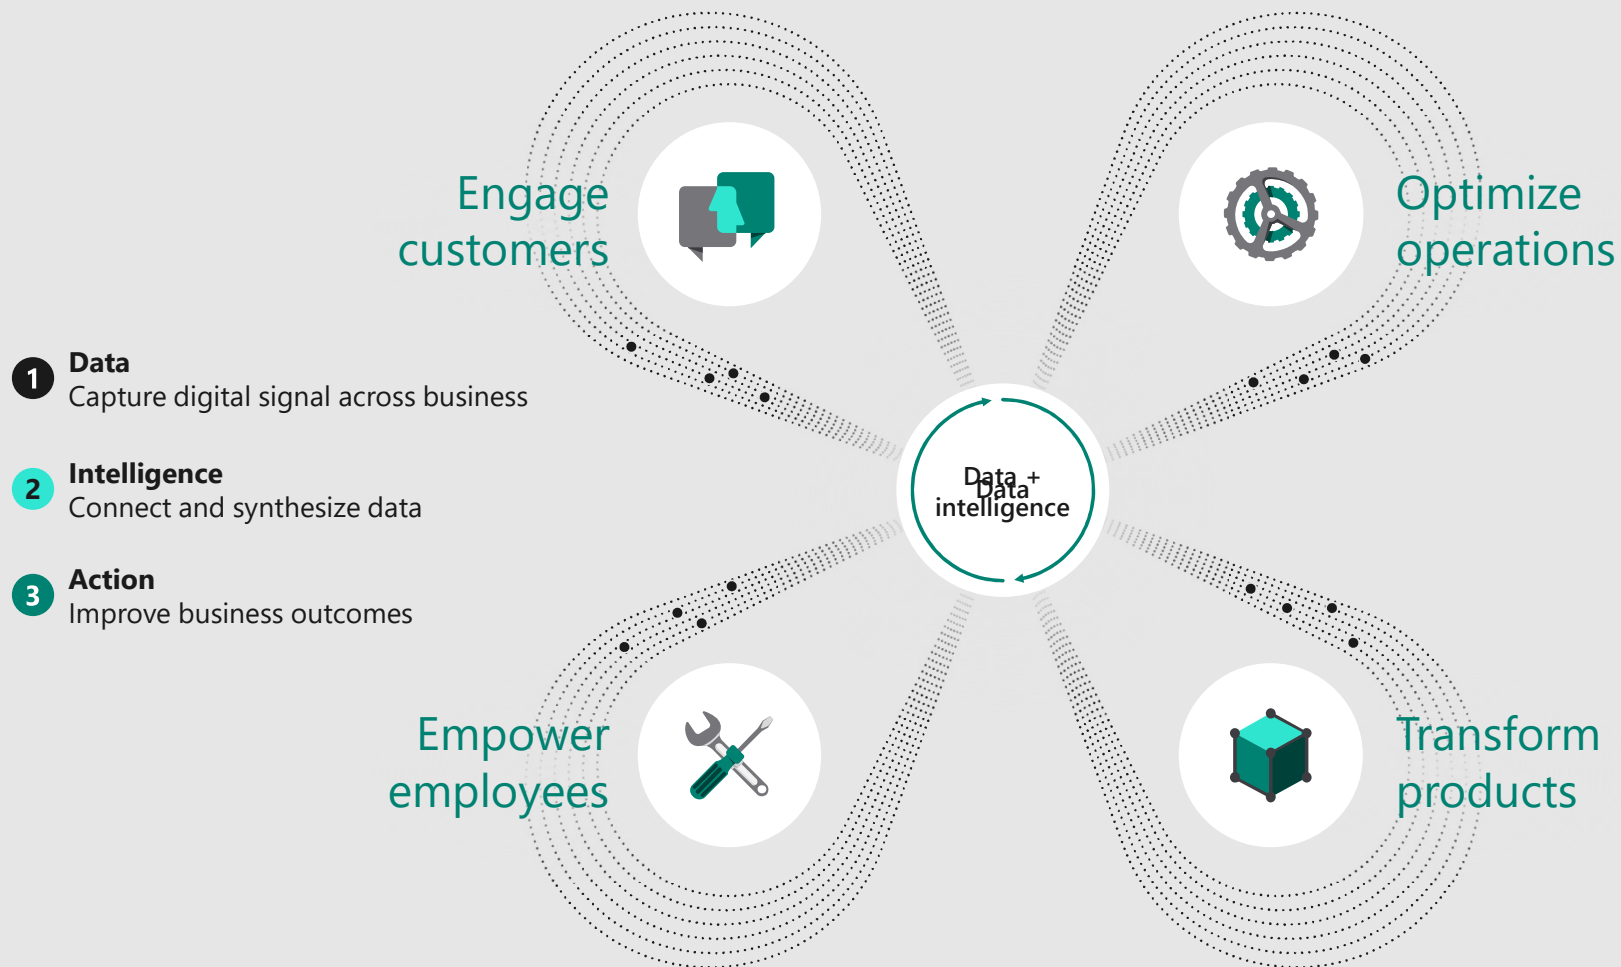 Engage
customers
Optimize
operations
1
Data
Capture digital signal across business
2
Intelligence
Connect and synthesize data
3
Action
Improve business outcomes
Data +
Data
intelligence
Empower
employees
Transform
products